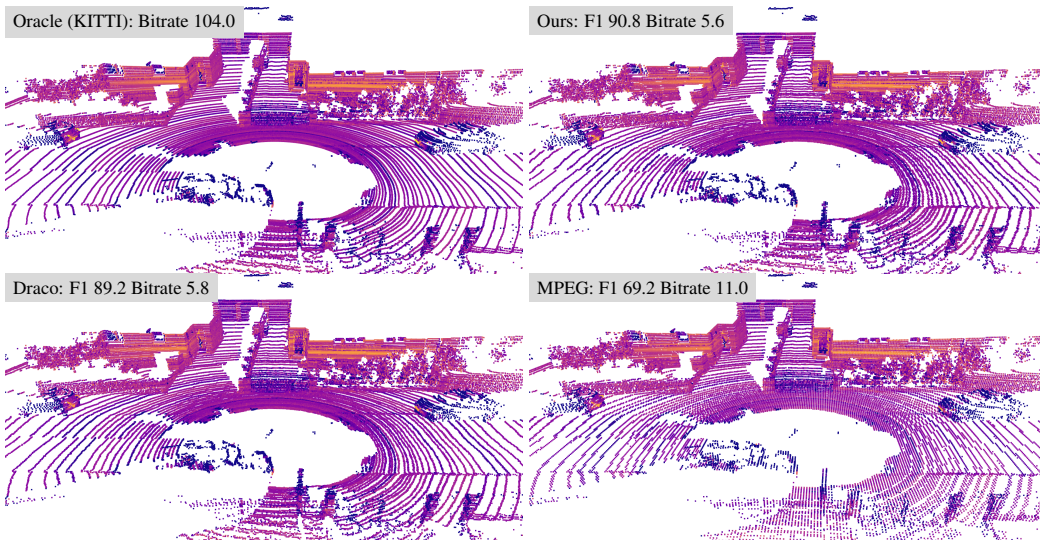 Oracle (KITTI): Bitrate 104.0
Ours: F1 90.8 Bitrate 5.6
Draco: F1 89.2 Bitrate 5.8
MPEG: F1 69.2 Bitrate 11.0